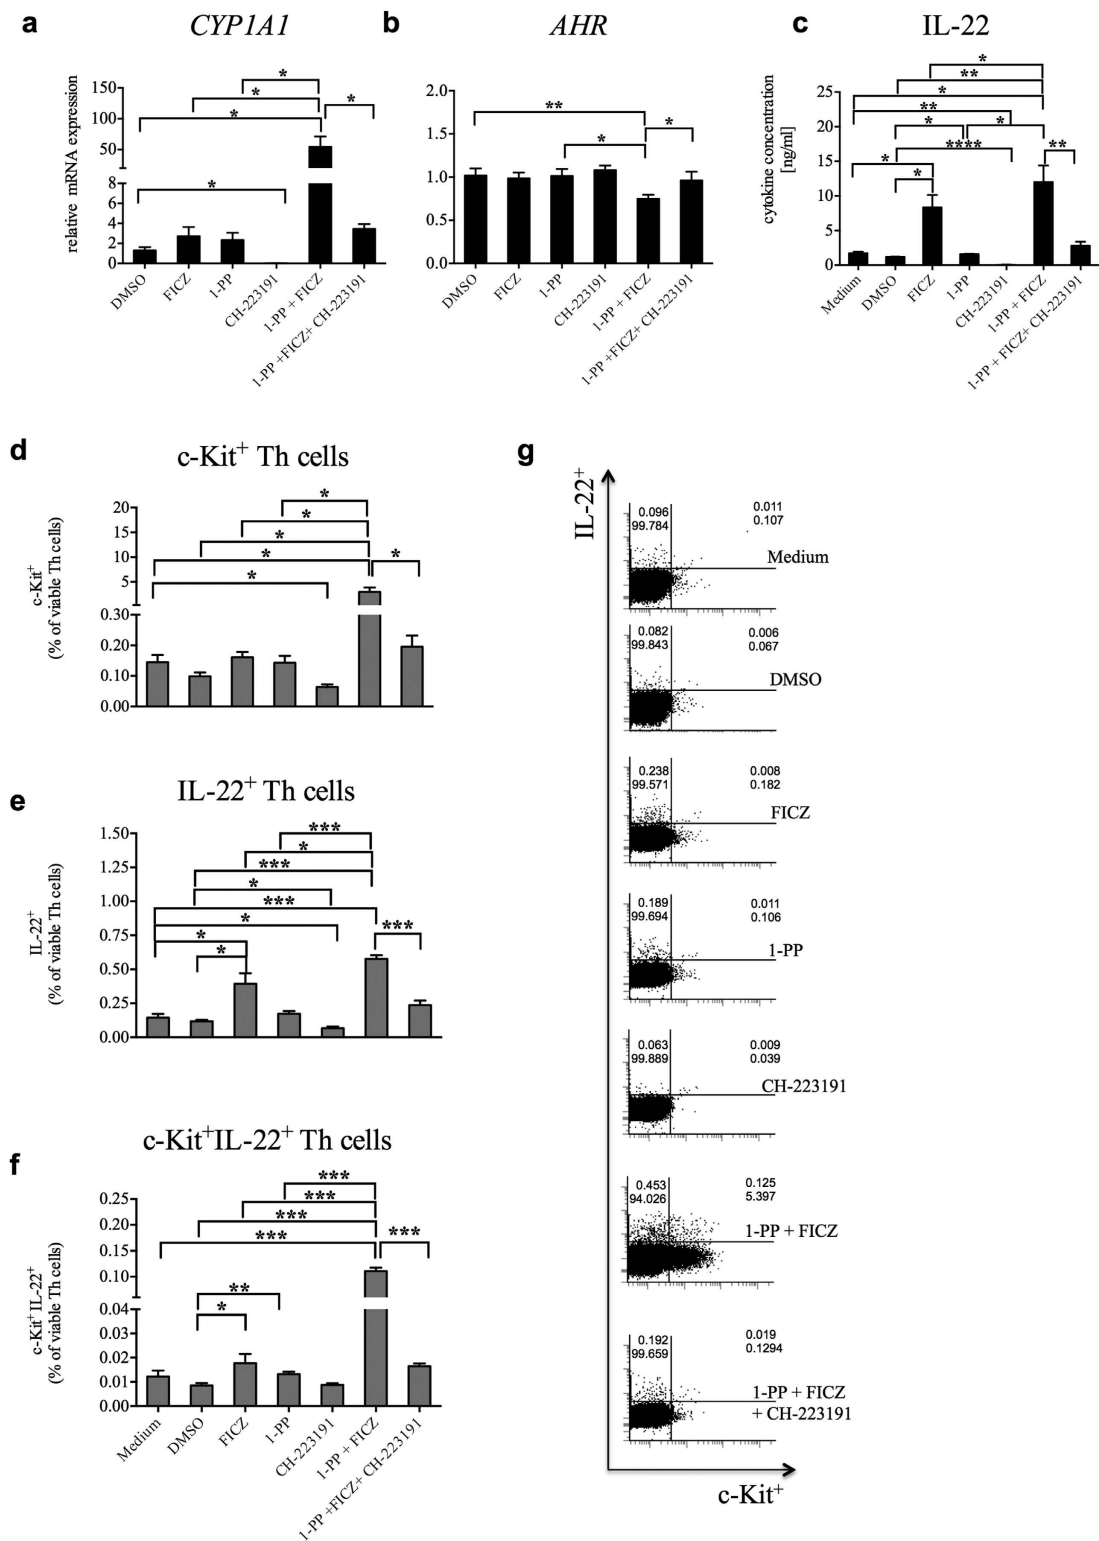 a
CYP1A1
relative mRNA expression
150
100
50
8
6
4
2
0
*
*
*
*
*
DMSO
FICZ
1-PP
CH-223191
1-PP + FICZ
1-PP +FICZ+ CH-223191
b
AHR
2.0
1.5
1.0
0.5
0.0
**
*
*
DMSO
FICZ
1-PP
CH-223191
1-PP + FICZ
1-PP +FICZ+ CH-223191
c
IL-22
cytokine concentration
[ng/ml]
25
20
15
10
5
0
*
**
*
**
*
*
****
**
*
*
Medium
DMSO
FICZ
1-PP
CH-223191
1-PP + FICZ
1-PP + FICZ+ CH-223191
d
c-Kit+ Th cells
c-Kit+
(% of viable Th cells)
20
15
10
5
0.30
0.20
0.10
0.00
*
*
*
*
*
*
e
IL-22+ Th cells
IL-22+
(% of viable Th cells)
1.50
1.25
1.00
0.75
0.50
0.25
0.00
***
*
***
*
***
*
***
*
*
f
c-Kit+IL-22+ Th cells
c-Kit+IL-22+
(% of viable Th cells)
0.25
0.20
0.15
0.10
0.04
0.03
0.02
0.01
0.00
***
***
***
***
***
**
*
Medium
DMSO
FICZ
1-PP
CH-223191
1-PP + FICZ
1-PP +FICZ+ CH-223191
g
IL-22+
0.096
99.784
0.011
0.107
Medium
0.082
99.843
0.006
0.067
DMSO
0.238
99.571
0.008
0.182
FICZ
0.189
99.694
0.011
0.106
1-PP
0.063
99.889
0.009
0.039
CH-223191
0.453
94.026
0.125
5.397
1-PP + FICZ
0.192
99.659
0.019
0.1294
1-PP + FICZ
+ CH-223191
c-Kit+